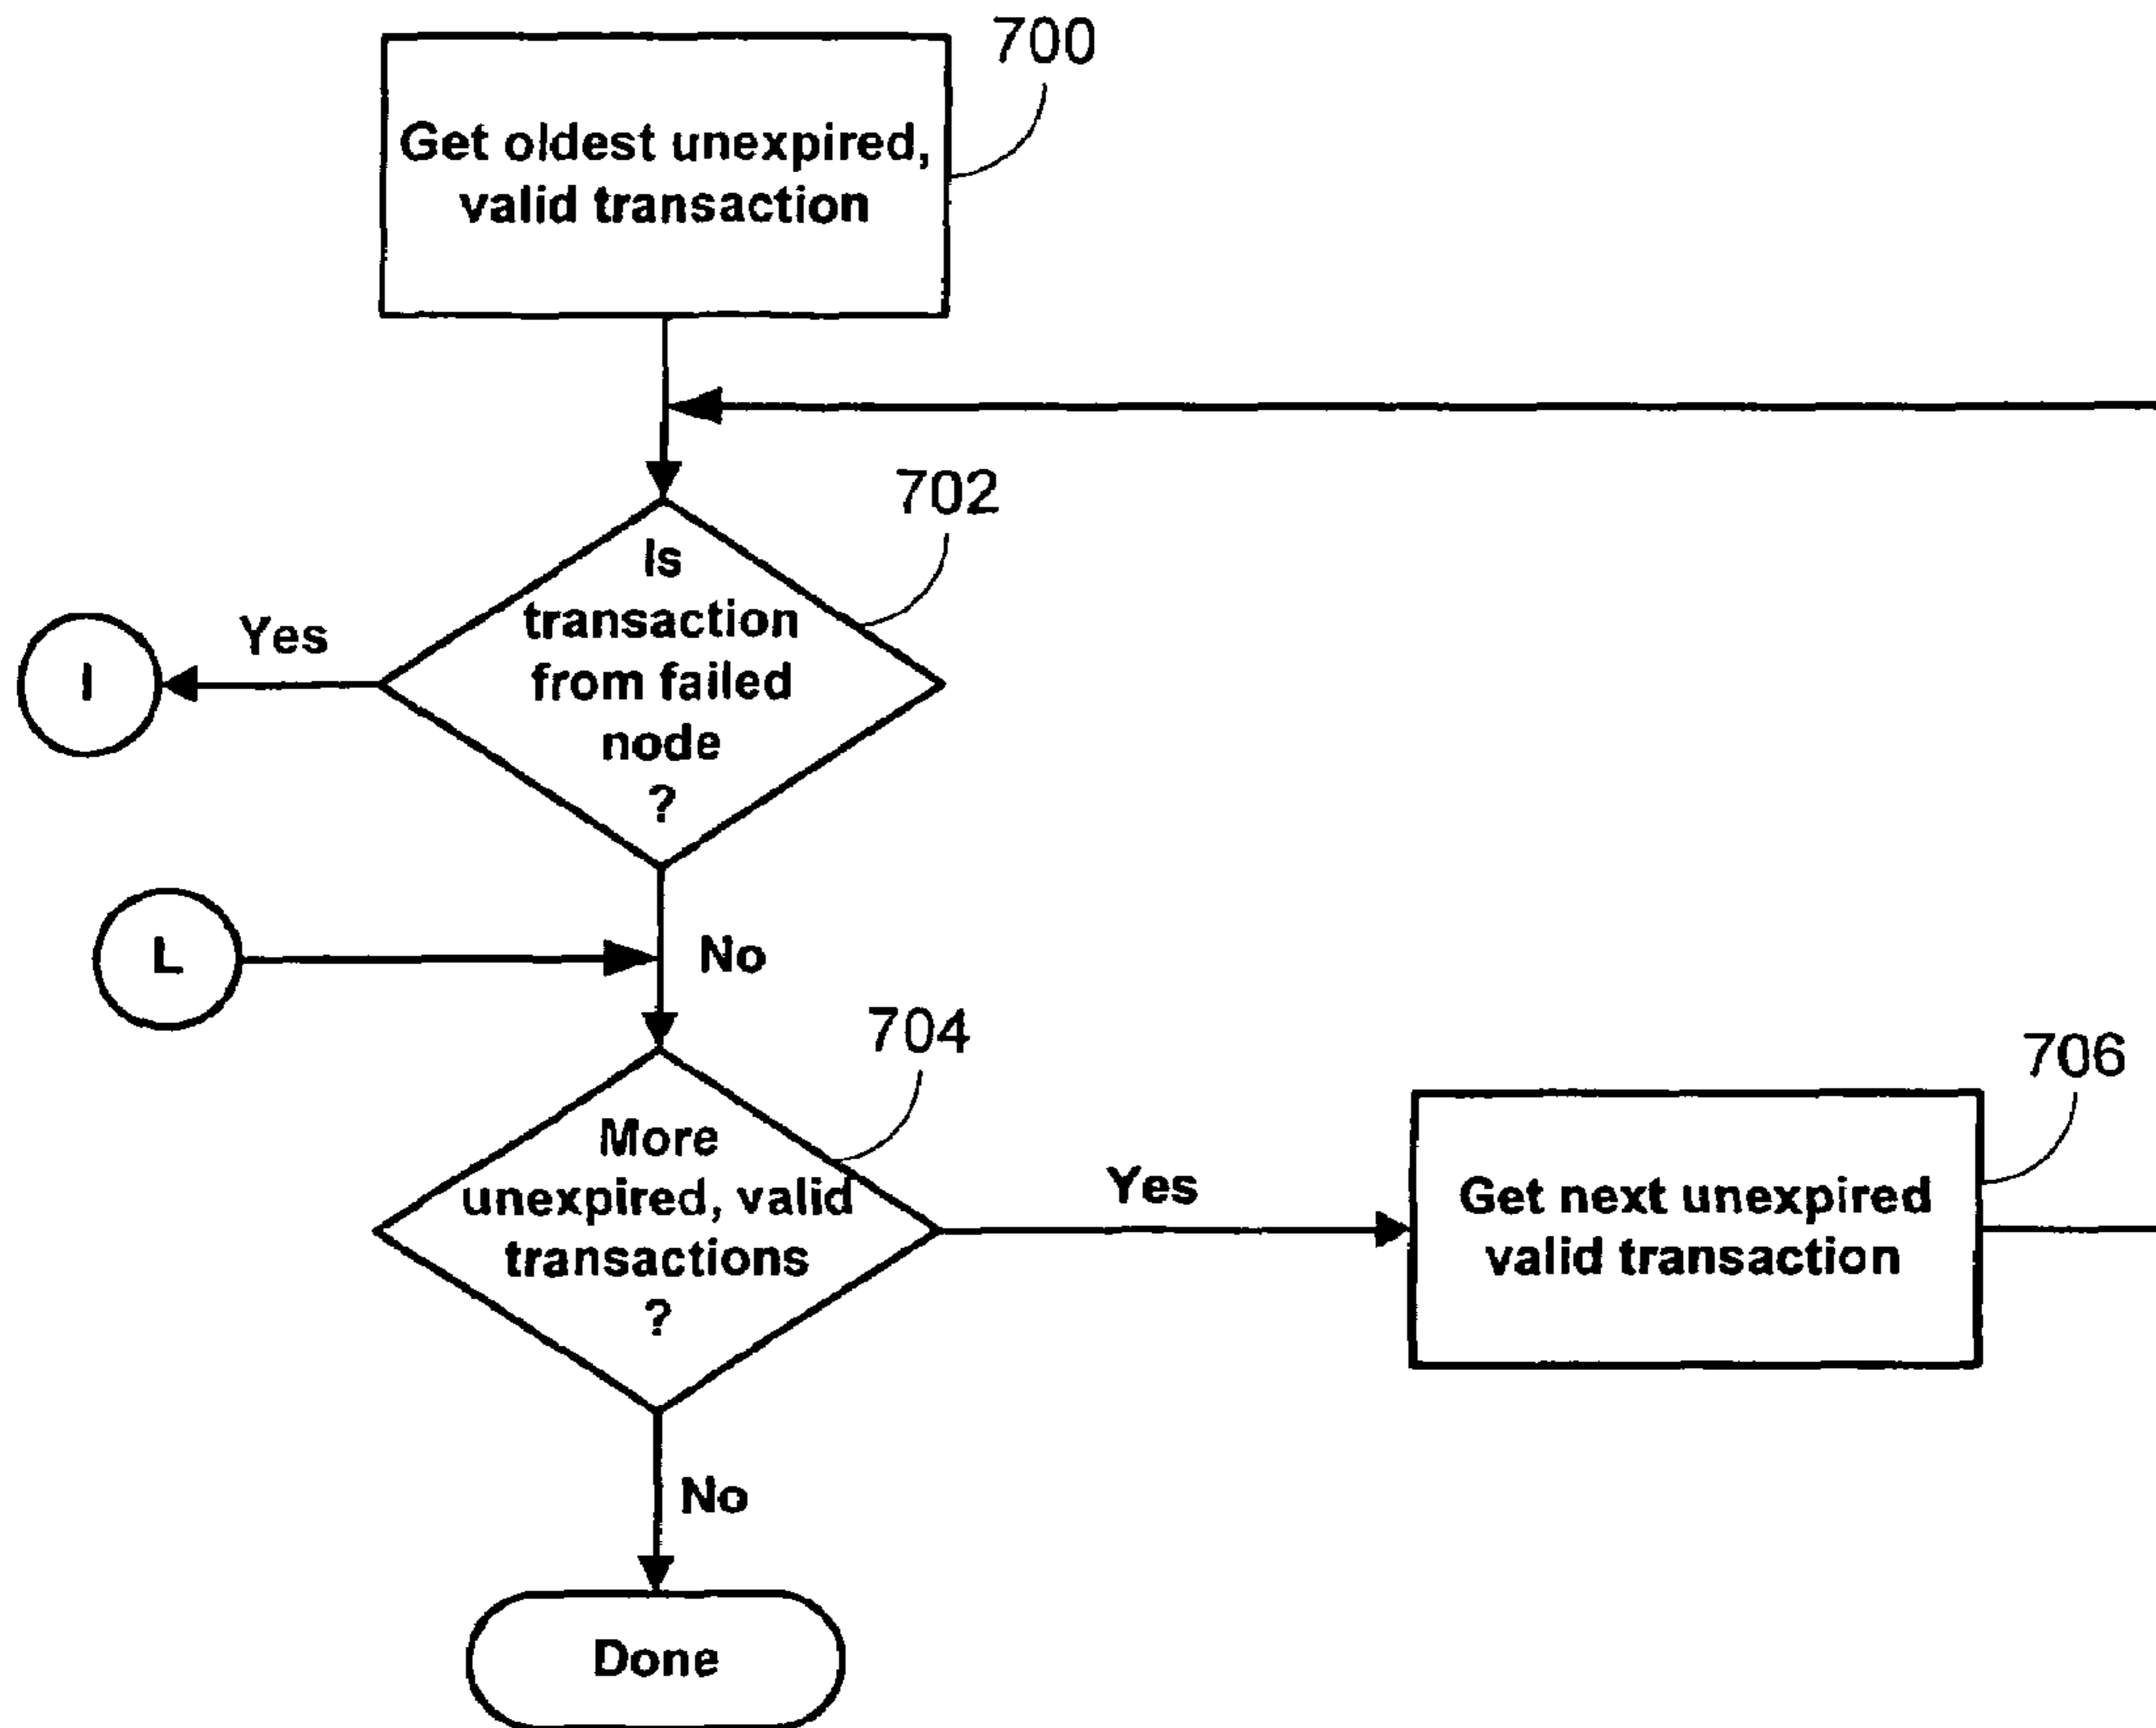 700
Get oldest unexpired,
valid transaction
702
Is
transaction
from failed
node
?
Yes
I
L
No
704
More
unexpired, valid
transactions
?
Yes
706
Get next unexpired
valid transaction
No
Done